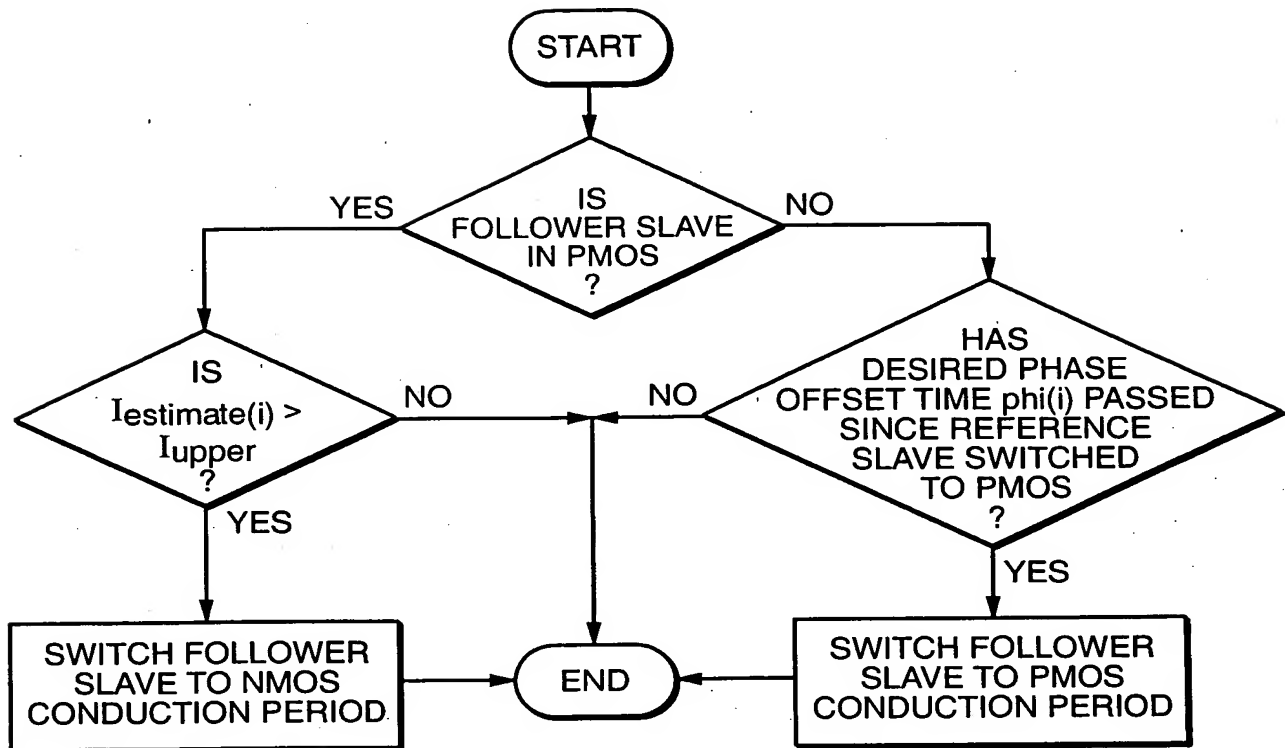 START
IS
FOLLOWER SLAVE
IN PMOS
?
YES
NO
IS
Iestimate(i) >
Iupper
?
NO
YES
HAS
DESIRED PHASE
OFFSET TIME phi(i) PASSED
SINCE REFERENCE
SLAVE SWITCHED
TO PMOS
?
NO
YES
SWITCH FOLLOWER
SLAVE TO NMOS
CONDUCTION PERIOD
END
SWITCH FOLLOWER
SLAVE TO PMOS
CONDUCTION PERIOD